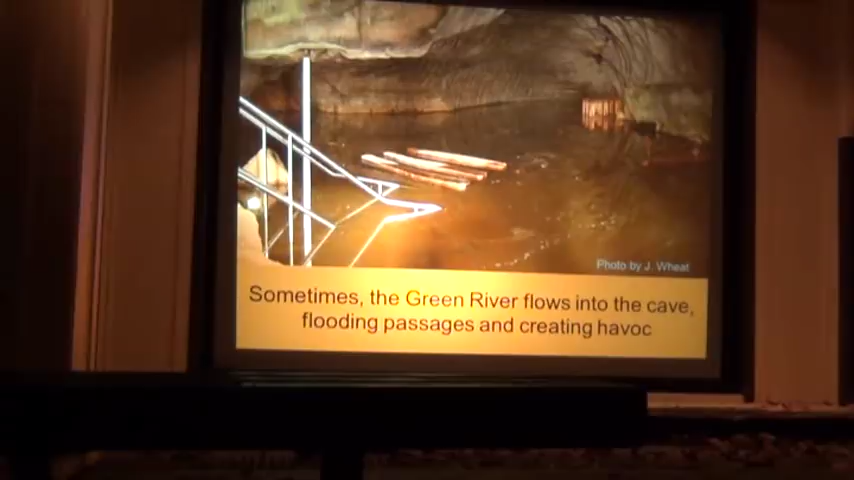 Photo by J. Wheat
Sometimes, the Green River flows into the cave,
flooding passages and creating havoc